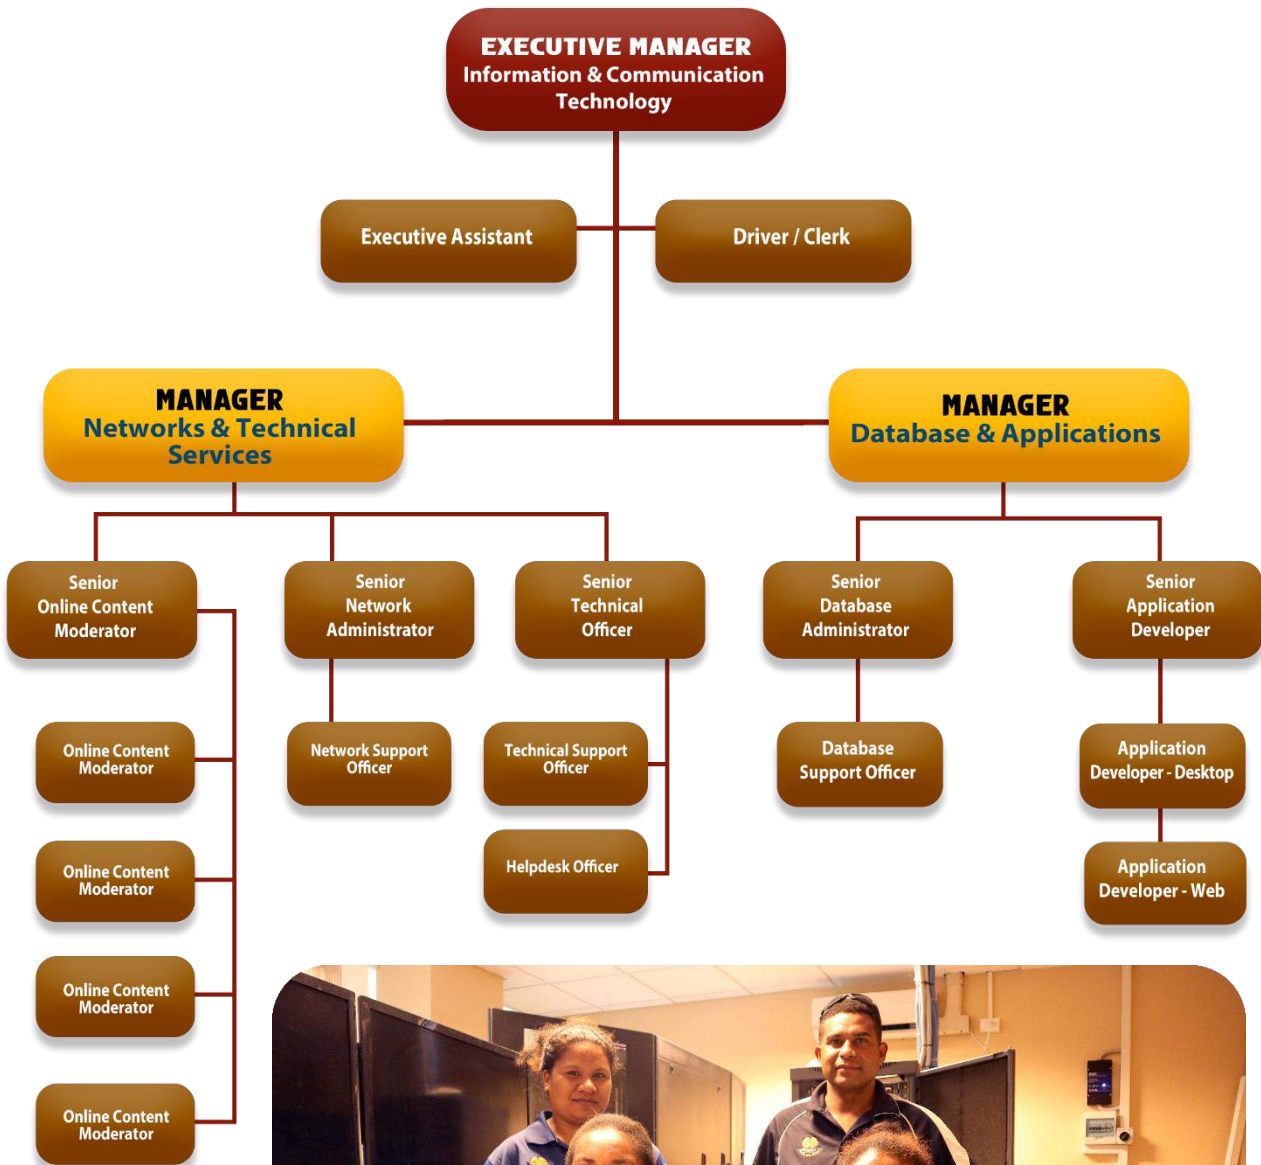 EXECUTIVE MANAGER
Information & Communication
Technology
Executive Assistant
Driver / Clerk
MANAGER
Networks & Technical
Services
MANAGER
Database & Applications
Senior
Online Content
Moderator
Senior
Network
Administrator
Senior
Technical
Officer
Senior
Database
Administrator
Senior
Application
Developer
Online Content
Moderator
Network Support
Officer
Technical Support
Officer
Database
Support Officer
Application
Developer - Desktop
Online Content
Moderator
Helpdesk Officer
Application
Developer - Web
Online Content
Moderator
Online Content
Moderator